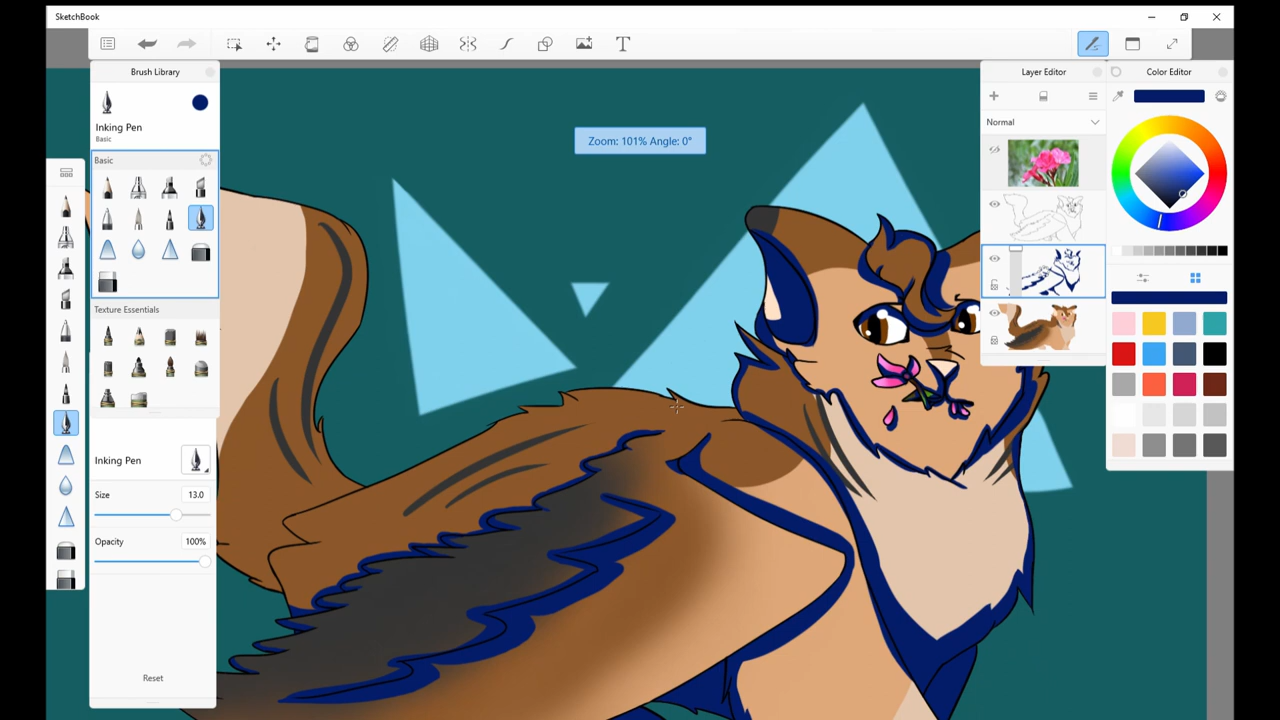 SketchBook
Brush Library
Inking Pen
Basic
Basic
Texture Essentials
Inking Pen
Size 13.0
Opacity 100%
Reset
Zoom: 101% Angle: 0°
Layer Editor
Normal
Color Editor